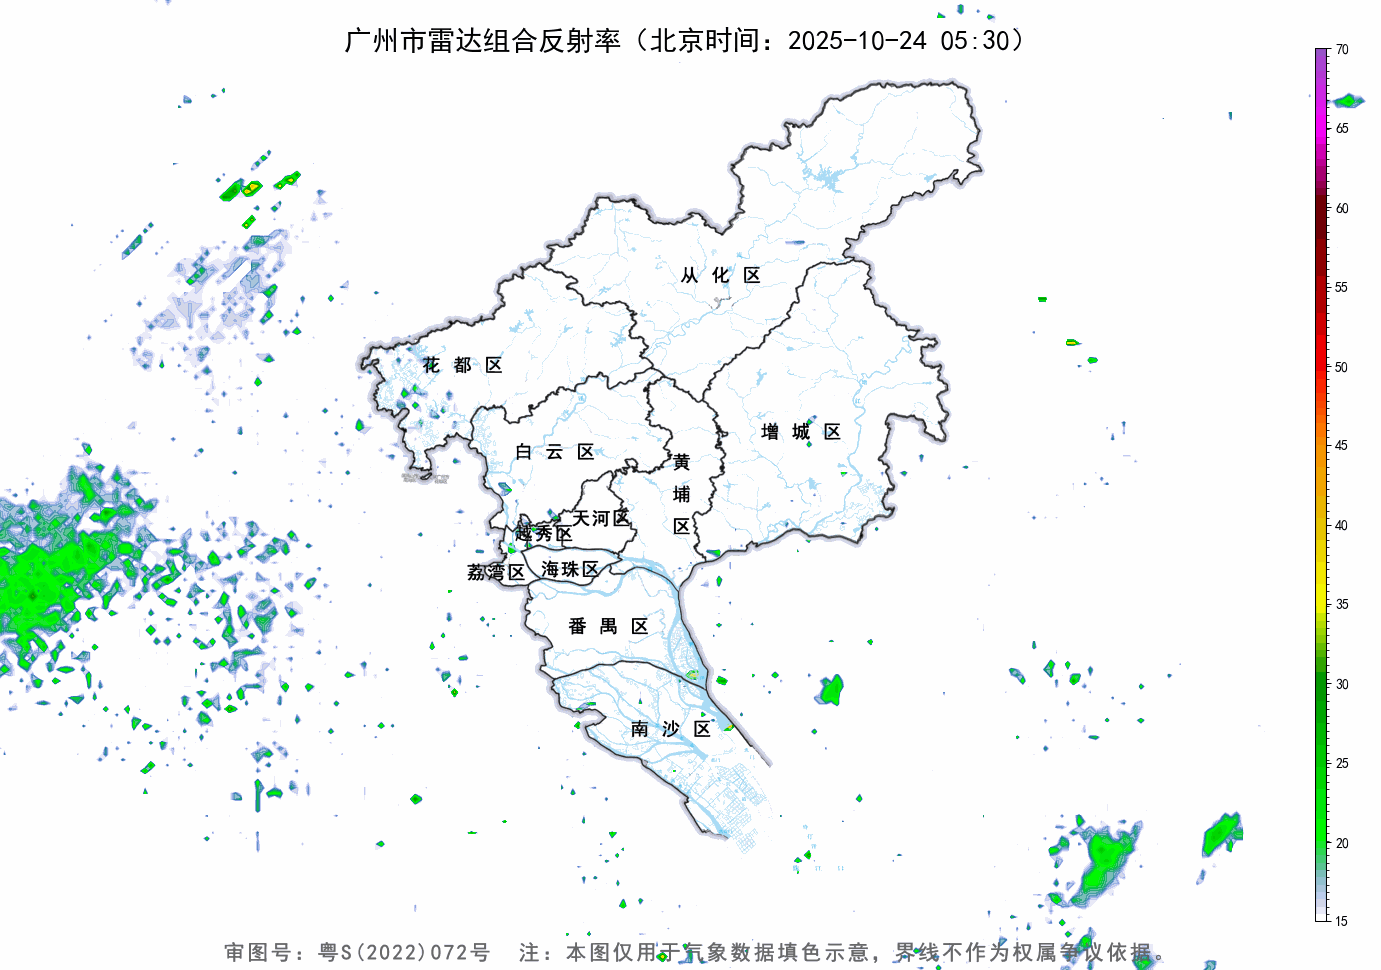 广州市雷达组合反射率（北京时间：2025-10-24 05:30）
70
65
60
55
50
45
40
35
30
25
20
15
从化区
花都区
增城区
白云区
黄埔区
天河区
越秀区
海珠区
荔湾区
番禺区
南沙区
审图号：粤S(2022)072号 注：本图仅用于气象数据填色示意，界线不作为权属争议依据。